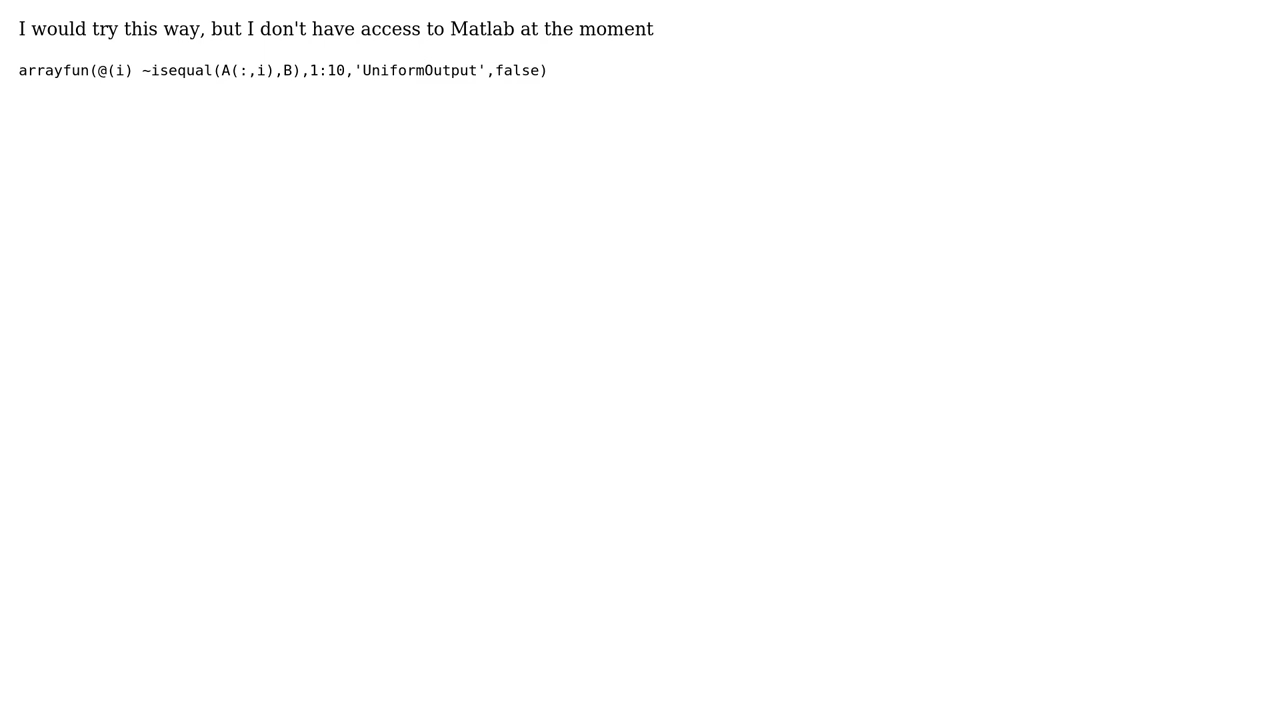 I would try this way, but I don't have access to Matlab at the moment
arrayfun(@(i) ~isequal(A(:,i),B),1:10,'UniformOutput',false)